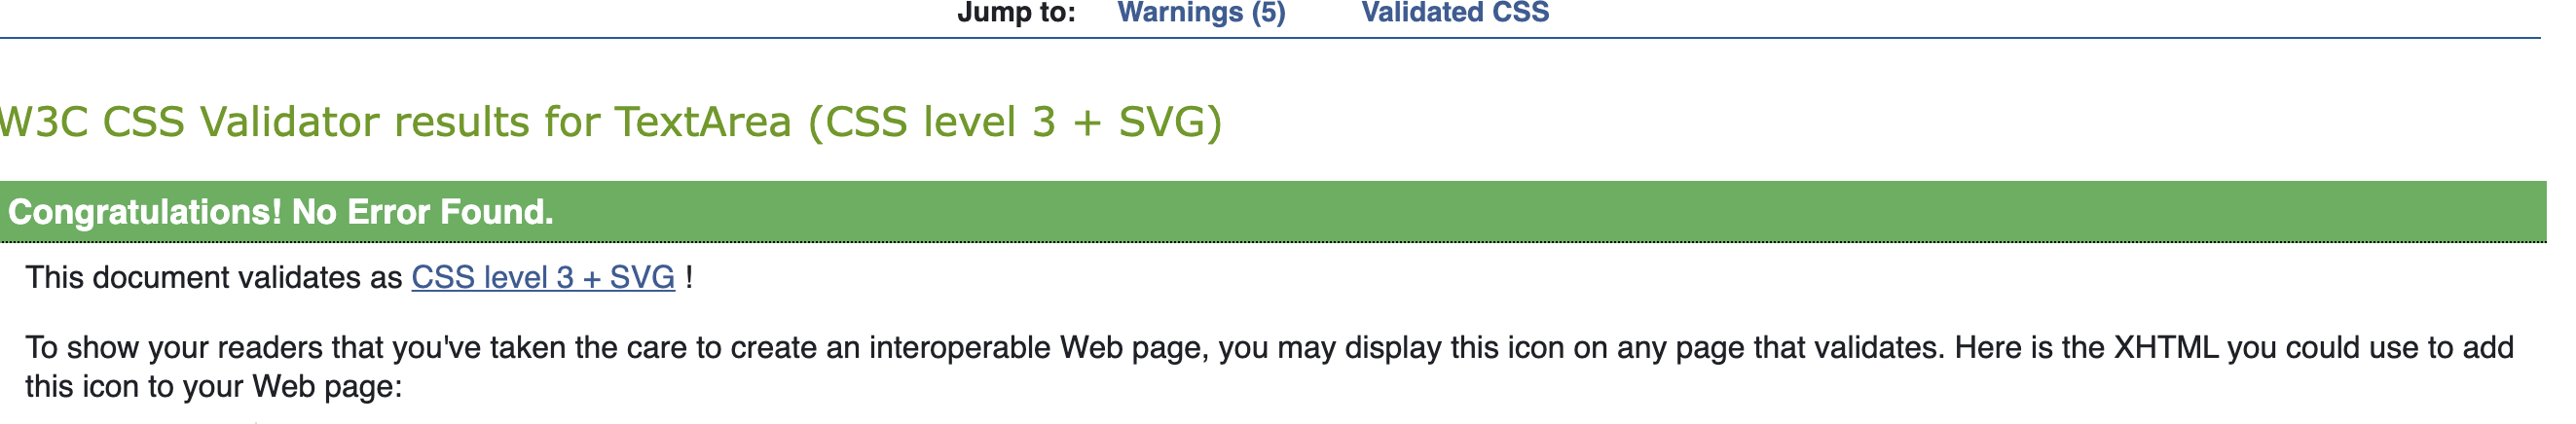 Jump to: Warnings (5) Validated CSS
W3C CSS Validator results for TextArea (CSS level 3 + SVG)
Congratulations! No Error Found.
This document validates as CSS level 3 + SVG !
To show your readers that you've taken the care to create an interoperable Web page, you may display this icon on any page that validates. Here is the XHTML you could use to add
this icon to your Web page: